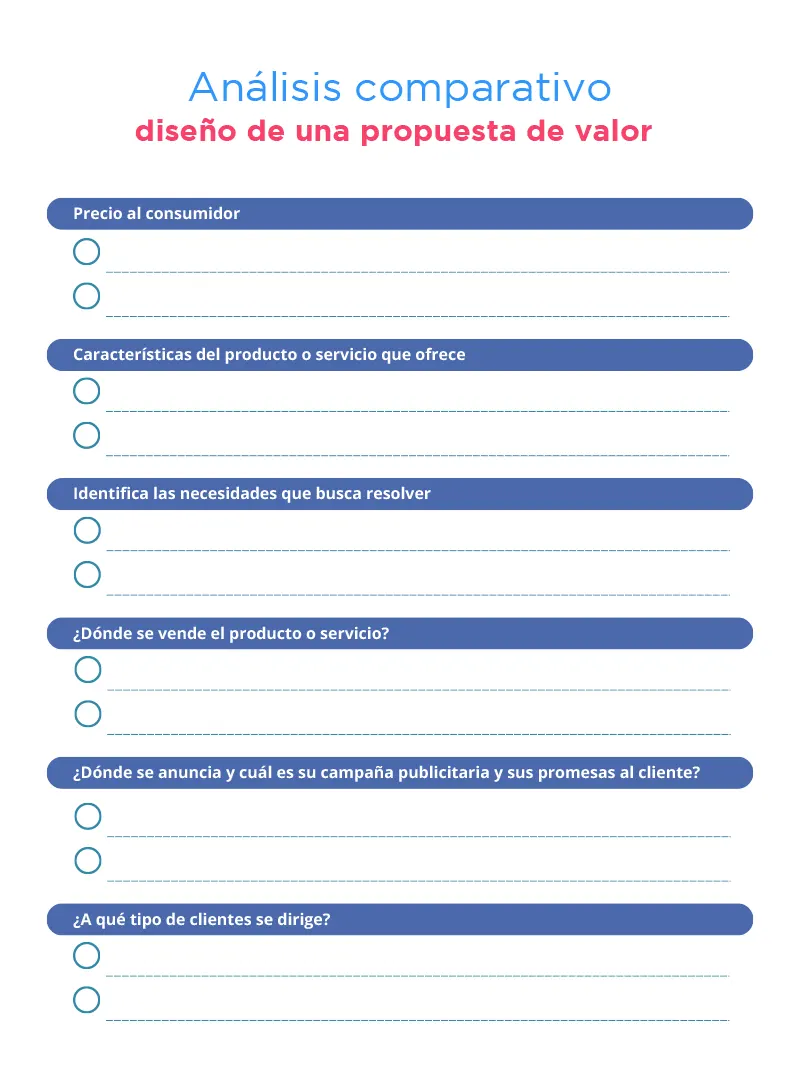 Análisis comparativo
diseño de una propuesta de valor
Precio al consumidor
Características del producto o servicio que ofrece
Identifica las necesidades que busca resolver
¿Dónde se vende el producto o servicio?
¿Dónde se anuncia y cuál es su campaña publicitaria y sus promesas al cliente?
¿A qué tipo de clientes se dirige?